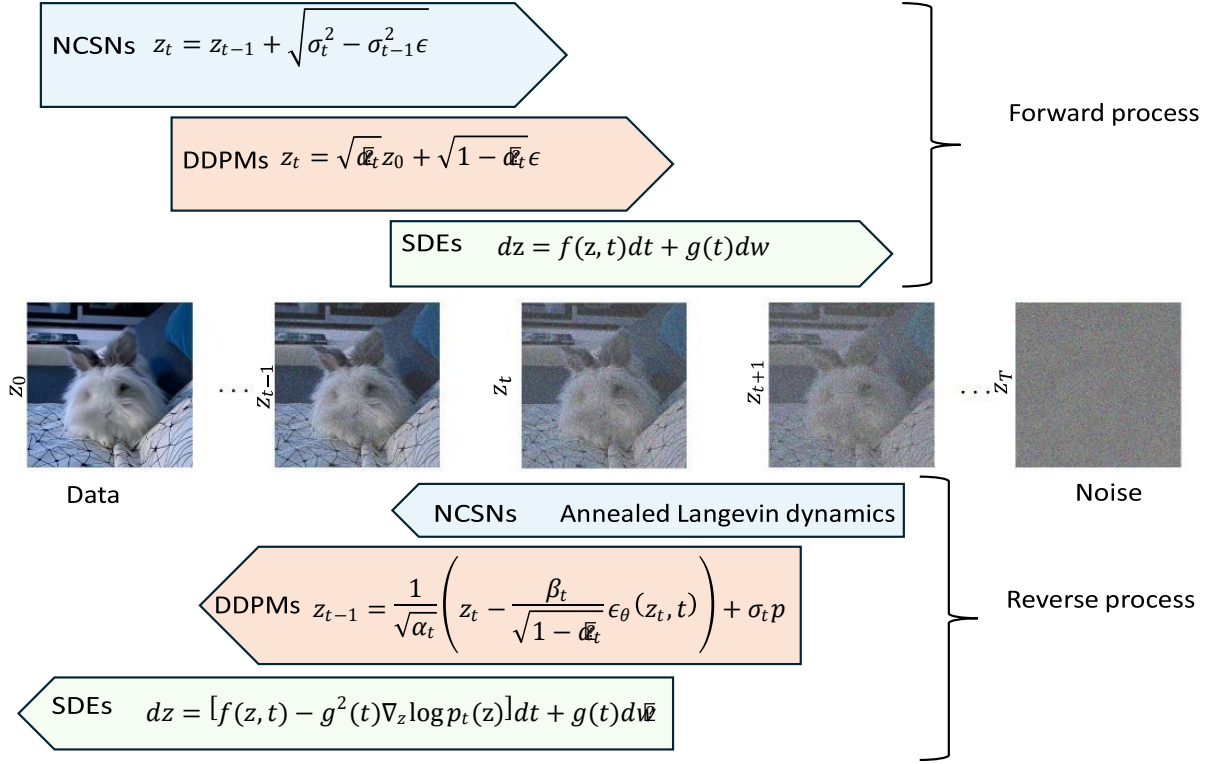 NCSNs z_t = z_{t−1} + √(σ_t^2 − σ_{t−1}^2 ϵ)
Forward process
DDPMs z_t = √(ᾱ_t) z_0 + √(1 − ᾱ_t) ϵ
SDEs dz = f(z, t)dt + g(t)dw
z_0
... z_{t−1}
z_t
z_{t+1}
... z_T
Data
Noise
NCSNs Annealed Langevin dynamics
DDPMs z_{t−1} = 1/√(α_t) (z_t − β_t/√(1 − ᾱ_t) ϵ_θ(z_t, t)) + σ_t p
Reverse process
SDEs dz = [f(z, t) − g^2(t)∇_z log p_t(z)]dt + g(t)dw̄